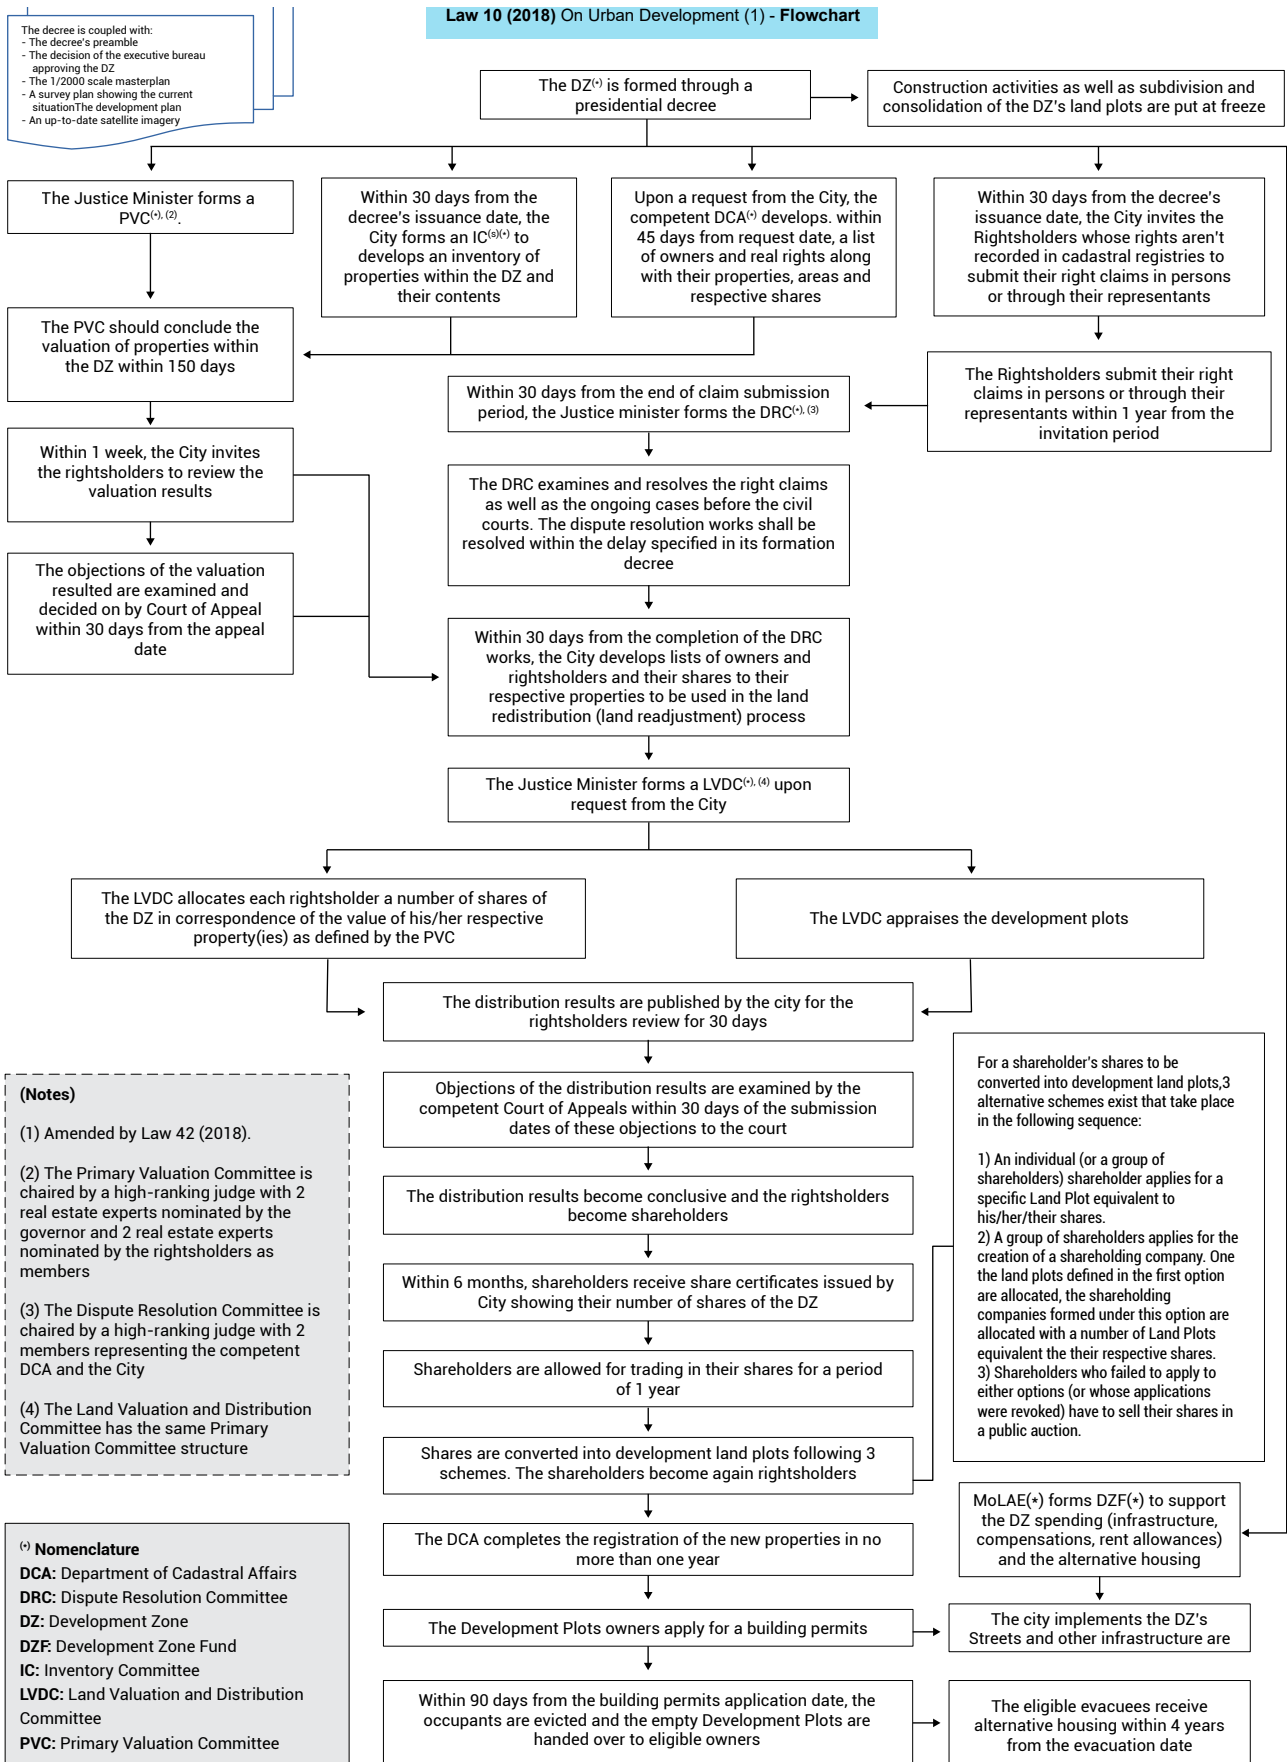 Law 10 (2018) On Urban Development (1) - Flowchart
The decree is coupled with:
- The decree's preamble
- The decision of the executive bureau
approving the DZ
- The 1/2000 scale masterplan
- A survey plan showing the current
situationThe development plan
- An up-to-date satellite imagery
The DZ(*) is formed through a
presidential decree
Construction activities as well as subdivision and
consolidation of the DZ's land plots are put at freeze
The Justice Minister forms a
PVC(*), (2).
Within 30 days from the
decree's issuance date, the
City forms an IC(s)(*) to
develops an inventory of
properties within the DZ and
their contents
Upon a request from the City, the
competent DCA(*) develops. within
45 days from request date, a list
of owners and real rights along
with their properties, areas and
respective shares
Within 30 days from the decree's
issuance date, the City invites the
Rightsholders whose rights aren't
recorded in cadastral registries to
submit their right claims in persons
or through their representants
The PVC should conclude the
valuation of properties within
the DZ within 150 days
The Rightsholders submit their right
claims in persons or through their
representants within 1 year from the
invitation period
Within 30 days from the end of claim submission
period, the Justice minister forms the DRC(*), (3)
Within 1 week, the City invites
the rightsholders to review the
valuation results
The DRC examines and resolves the right claims
as well as the ongoing cases before the civil
courts. The dispute resolution works shall be
resolved within the delay specified in its formation
decree
The objections of the valuation
resulted are examined and
decided on by Court of Appeal
within 30 days from the appeal
date
Within 30 days from the completion of the DRC
works, the City develops lists of owners and
rightsholders and their shares to their
respective properties to be used in the land
redistribution (land readjustment) process
The Justice Minister forms a LVDC(*), (4) upon
request from the City
The LVDC allocates each rightsholder a number of shares of
the DZ in correspondence of the value of his/her respective
property(ies) as defined by the PVC
The LVDC appraises the development plots
The distribution results are published by the city for the
rightsholders review for 30 days
Objections of the distribution results are examined by the
competent Court of Appeals within 30 days of the submission
dates of these objections to the court
The distribution results become conclusive and the rightsholders
become shareholders
Within 6 months, shareholders receive share certificates issued by
City showing their number of shares of the DZ
Shareholders are allowed for trading in their shares for a period
of 1 year
Shares are converted into development land plots following 3
schemes. The shareholders become again rightsholders
The DCA completes the registration of the new properties in no
more than one year
The Development Plots owners apply for a building permits
Within 90 days from the building permits application date, the
occupants are evicted and the empty Development Plots are
handed over to eligible owners
For a shareholder's shares to be
converted into development land plots,3
alternative schemes exist that take place
in the following sequence:
1) An individual (or a group of
shareholders) shareholder applies for a
specific Land Plot equivalent to
his/her/their shares.
2) A group of shareholders applies for the
creation of a shareholding company. One
the land plots defined in the first option
are allocated, the shareholding
companies formed under this option are
allocated with a number of Land Plots
equivalent the their respective shares.
3) Shareholders who failed to apply to
either options (or whose applications
were revoked) have to sell their shares in
a public auction.
MoLAE(*) forms DZF(*) to support
the DZ spending (infrastructure,
compensations, rent allowances)
and the alternative housing
The city implements the DZ's
Streets and other infrastructure are
The eligible evacuees receive
alternative housing within 4 years
from the evacuation date
(Notes)
(1) Amended by Law 42 (2018).
(2) The Primary Valuation Committee is
chaired by a high-ranking judge with 2
real estate experts nominated by the
governor and 2 real estate experts
nominated by the rightsholders as
members
(3) The Dispute Resolution Committee is
chaired by a high-ranking judge with 2
members representing the competent
DCA and the City
(4) The Land Valuation and Distribution
Committee has the same Primary
Valuation Committee structure
(*) Nomenclature
DCA: Department of Cadastral Affairs
DRC: Dispute Resolution Committee
DZ: Development Zone
DZF: Development Zone Fund
IC: Inventory Committee
LVDC: Land Valuation and Distribution
Committee
PVC: Primary Valuation Committee